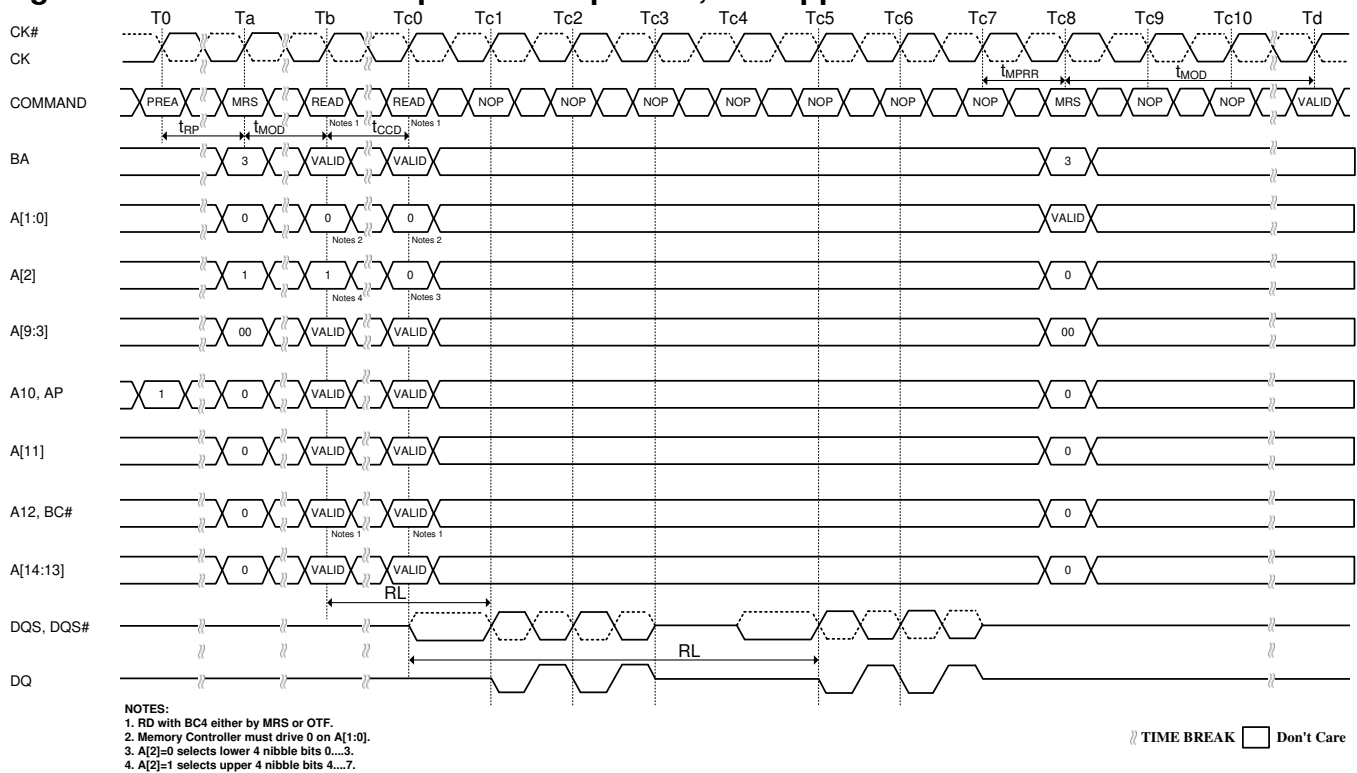 T0 Ta Tb Tc0 Tc1 Tc2 Tc3 Tc4 Tc5 Tc6 Tc7 Tc8 Tc9 Tc10 Td
CK#
CK
tMPRR tMOD
COMMAND PREA MRS READ READ NOP NOP NOP NOP NOP NOP NOP MRS NOP NOP VALID
Notes 1 Notes 1
tRP tMOD tCCD
BA 3 VALID VALID 3
A[1:0] 0 0 0 VALID
Notes 2 Notes 2
A[2] 1 1 0 0
Notes 4 Notes 3
A[9:3] 00 VALID VALID 00
A10, AP 1 0 VALID VALID 0
A[11] 0 VALID VALID 0
A12, BC# 0 VALID VALID 0
Notes 1 Notes 1
A[14:13] 0 VALID VALID 0
RL
DQS, DQS#
RL
DQ
NOTES:
1. RD with BC4 either by MRS or OTF.
2. Memory Controller must drive 0 on A[1:0].
3. A[2]=0 selects lower 4 nibble bits 0....3.
4. A[2]=1 selects upper 4 nibble bits 4....7.
TIME BREAK Don't Care